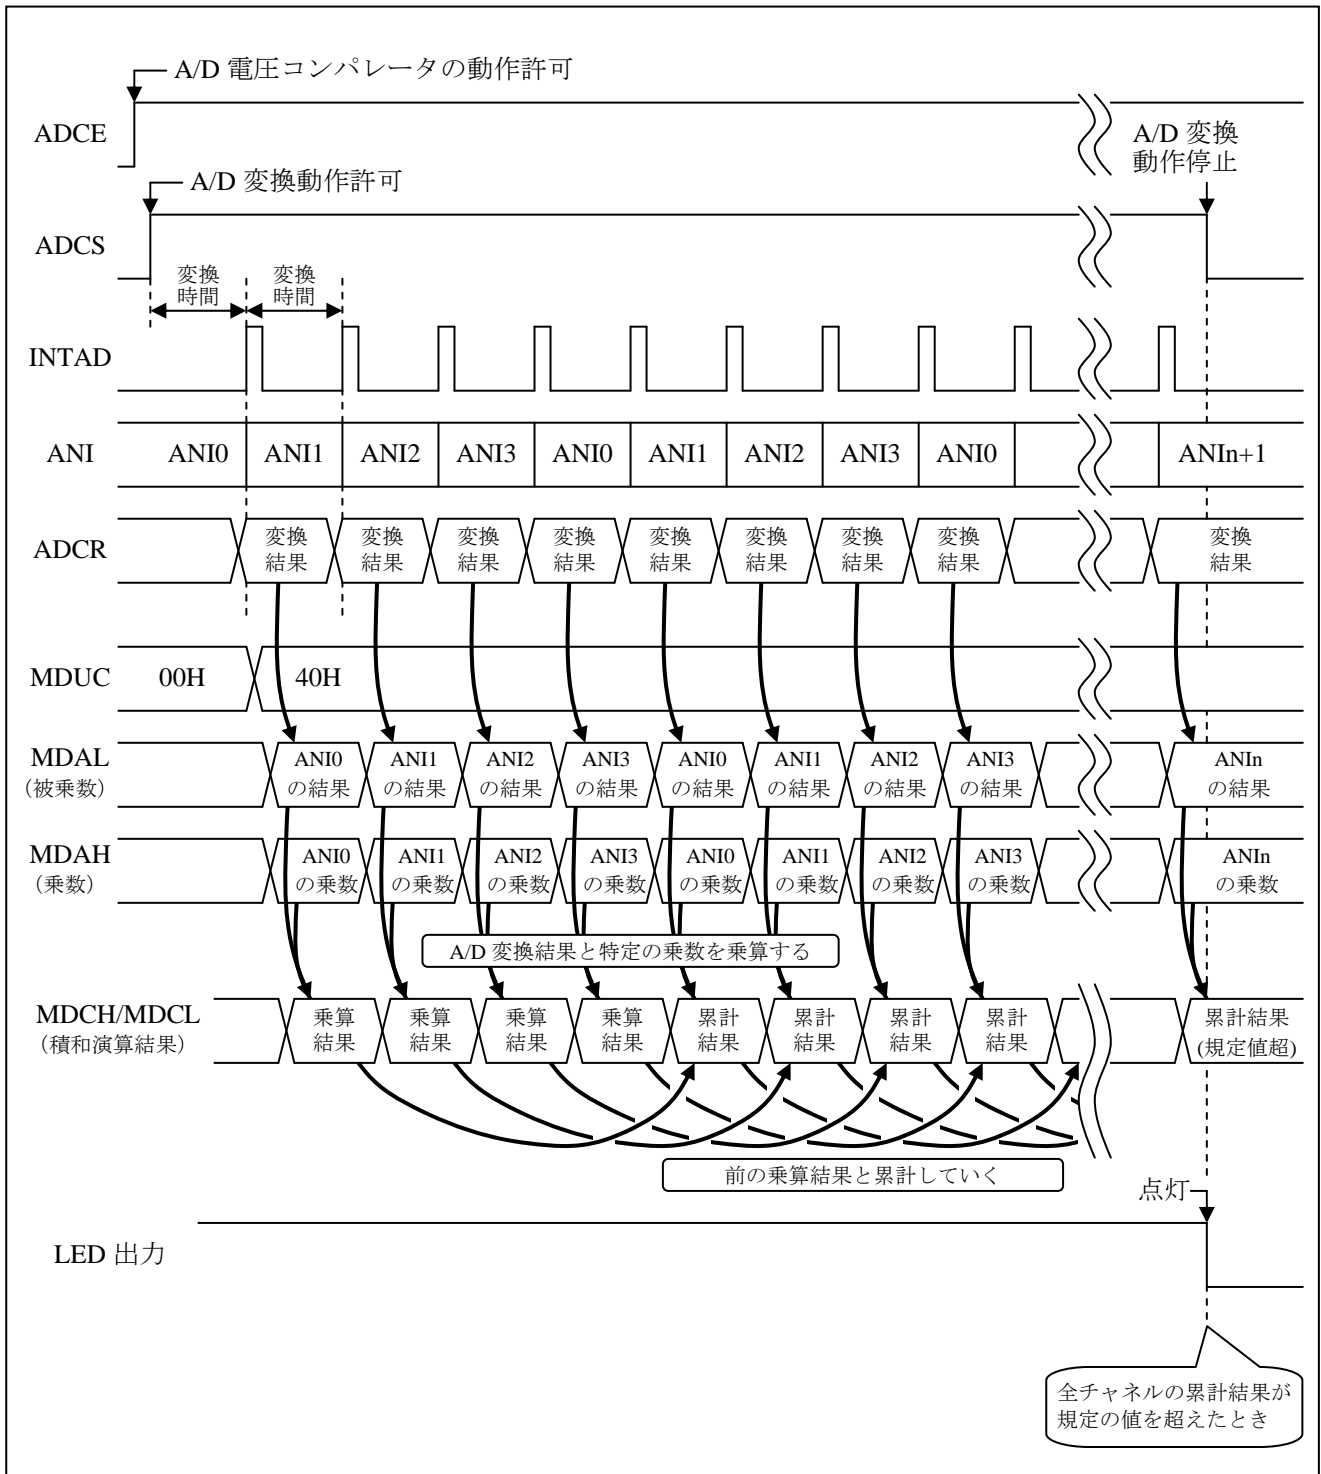 A/D 電圧コンパレータの動作許可
ADCE
A/D 変換
動作停止
A/D 変換動作許可
ADCS
変換
時間
変換
時間
INTAD
ANI ANI0 ANI1 ANI2 ANI3 ANI0 ANI1 ANI2 ANI3 ANI0 ANIn+1
ADCR
変換 変換 変換 変換 変換 変換 変換 変換 変換
結果 結果 結果 結果 結果 結果 結果 結果 結果
MDUC 00H 40H
MDAL ANI0 ANI1 ANI2 ANI3 ANI0 ANI1 ANI2 ANI3 ANIn
(被乗数) の結果 の結果 の結果 の結果 の結果 の結果 の結果 の結果 の結果
MDAH ANI0 ANI1 ANI2 ANI3 ANI0 ANI1 ANI2 ANI3 ANIn
(乗数) の乗数 の乗数 の乗数 の乗数 の乗数 の乗数 の乗数 の乗数 の乗数
A/D 変換結果と特定の乗数を乗算する
MDCH/MDCL 乗算 乗算 乗算 乗算 累計 累計 累計 累計 累計結果
(積和演算結果) 結果 結果 結果 結果 結果 結果 結果 結果 (規定値超)
前の乗算結果と累計していく
点灯
LED 出力
全チャネルの累計結果が
規定の値を超えたとき